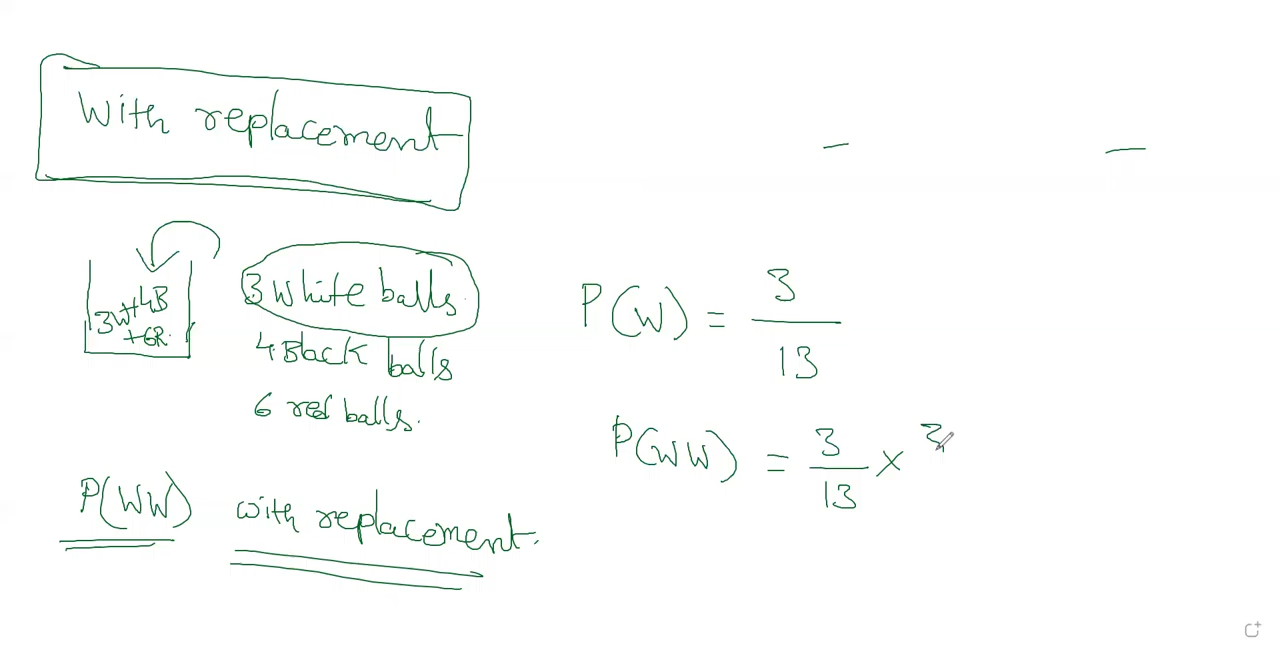 With replacement
3W+4B
+6R.
3 White balls.
4 Black balls
6 red balls.
P(WW) with replacement.
P(W) = 3/13
P(WW) = 3/13 × 3